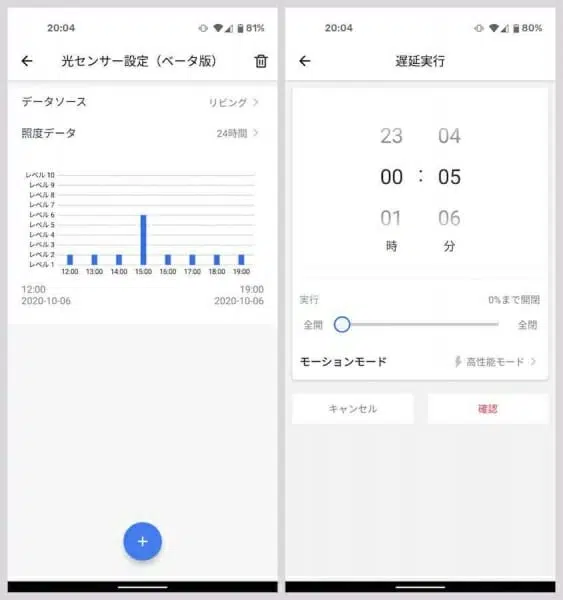 20:04
81%
光センサー設定（ベータ版）
データソース
リビング
照度データ
24時間
レベル 10
レベル 9
レベル 8
レベル 7
レベル 6
レベル 5
レベル 4
レベル 3
レベル 2
レベル 1
12:00 13:00 14:00 15:00 16:00 17:00 18:00 19:00
12:00 19:00
2020-10-06 2020-10-06
+
20:04
80%
遅延実行
23 04
00 : 05
01 06
時 分
実行 0%まで開閉
全開 全閉
モーションモード 高性能モード
キャンセル 確認